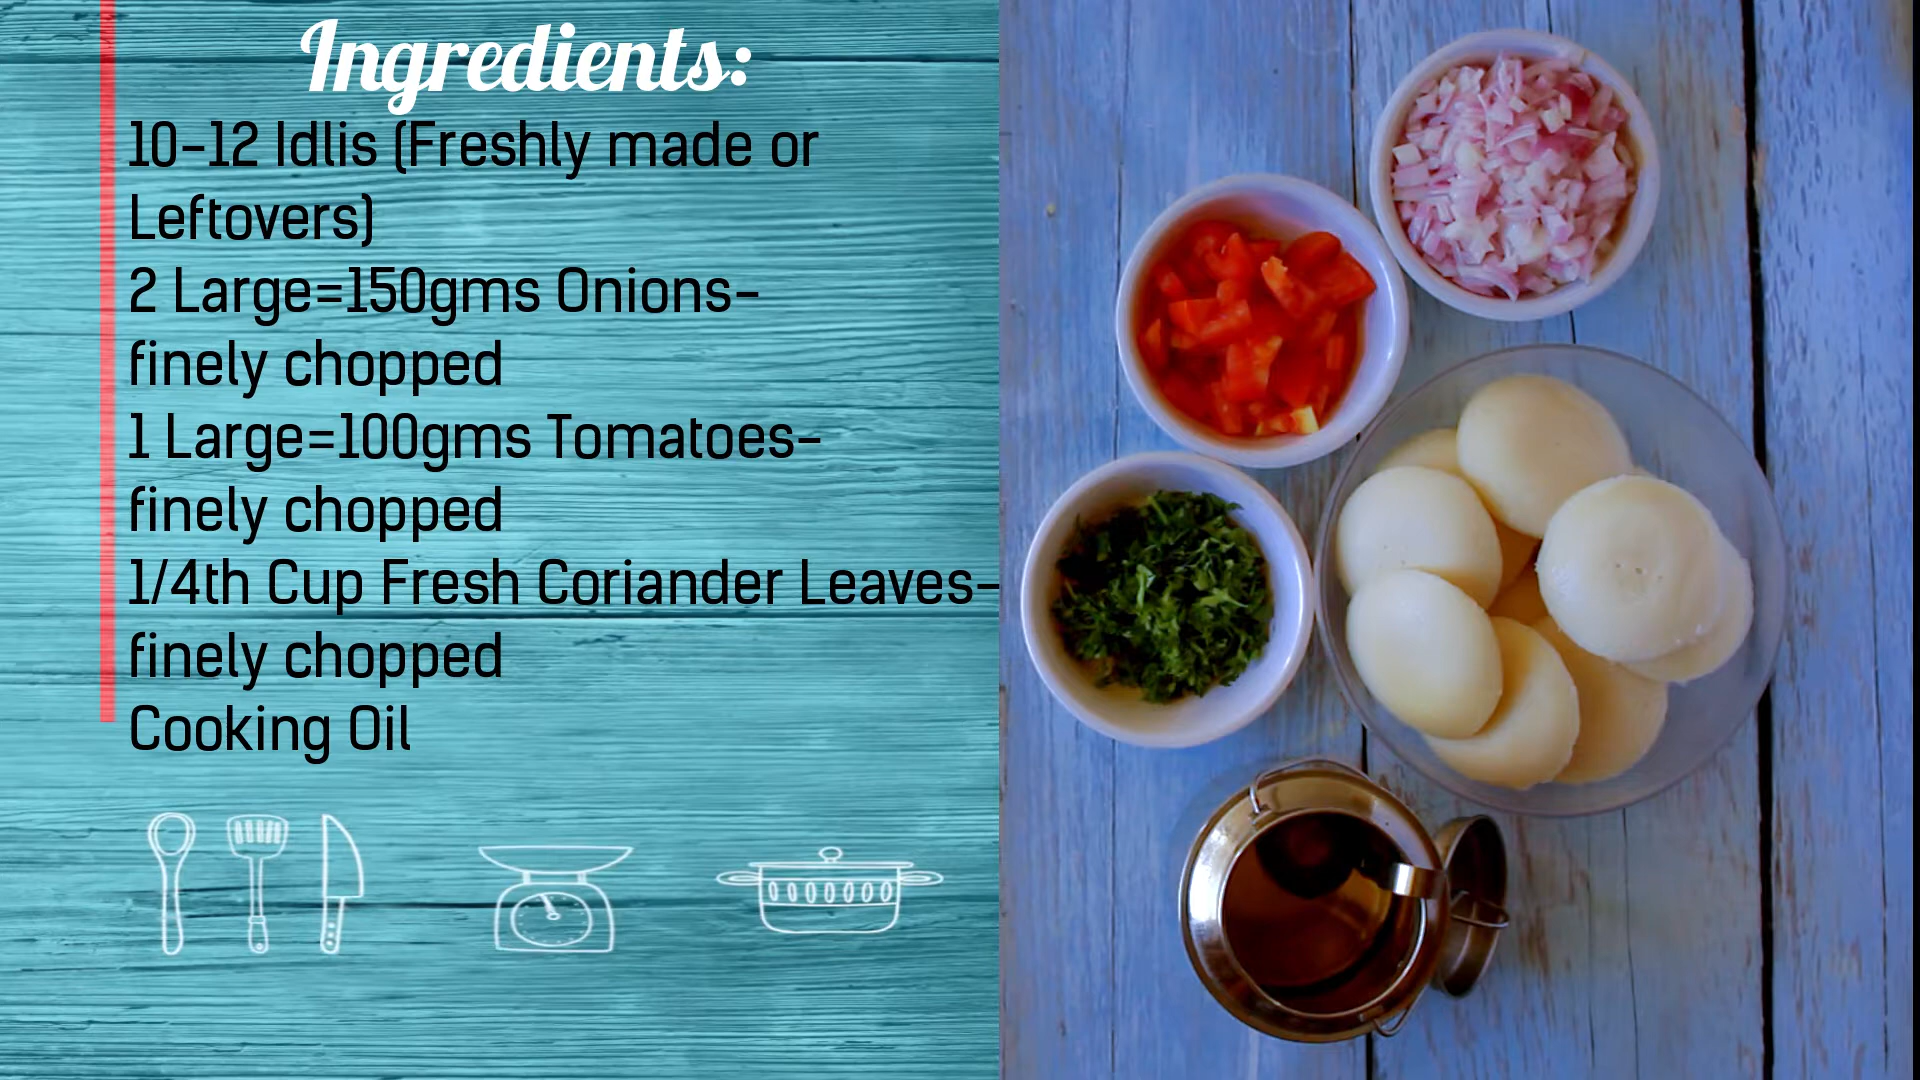 Ingredients:
10-12 Idlis (Freshly made or
Leftovers)
2 Large=150gms Onions-
finely chopped
1 Large=100gms Tomatoes-
finely chopped
1/4th Cup Fresh Coriander Leaves-
finely chopped
Cooking Oil